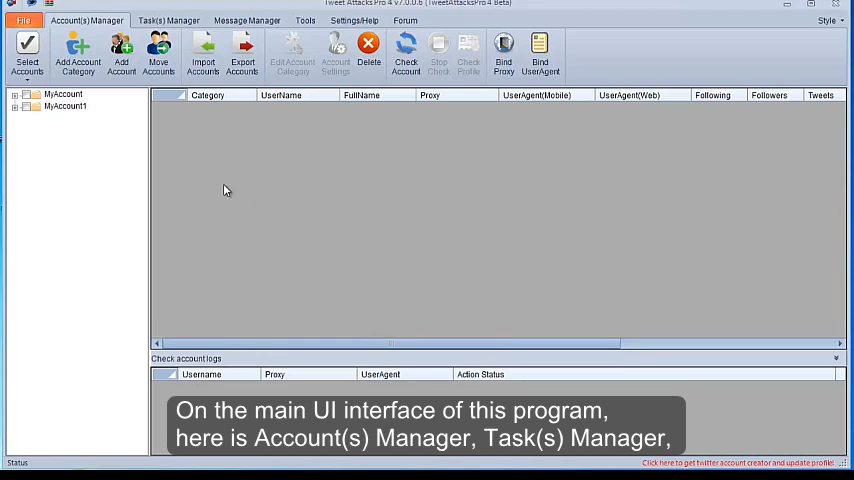 Tweet AttacksPro 4 v7.0.0.6 (TweetAttacksPro 4 Beta)
File Account(s) Manager Task(s) Manager Message Manager Tools Settings/Help Forum Style
Select Accounts
Add Account Category
Add Account
Move Accounts
Import Accounts
Export Accounts
Edit Account Category
Account Settings
Delete
Check Account
Stop Check
Check Profile
Bind Proxy
Bind UserAgent
MyAccount
MyAccount1
Category UserName FullName Proxy UserAgent(Mobile) UserAgent(Web) Following Followers Tweets
Check account logs
Username Proxy UserAgent Action Status
On the main UI interface of this program,
here is Account(s) Manager, Task(s) Manager,
Status Click here to get twitter account creator and update profile!